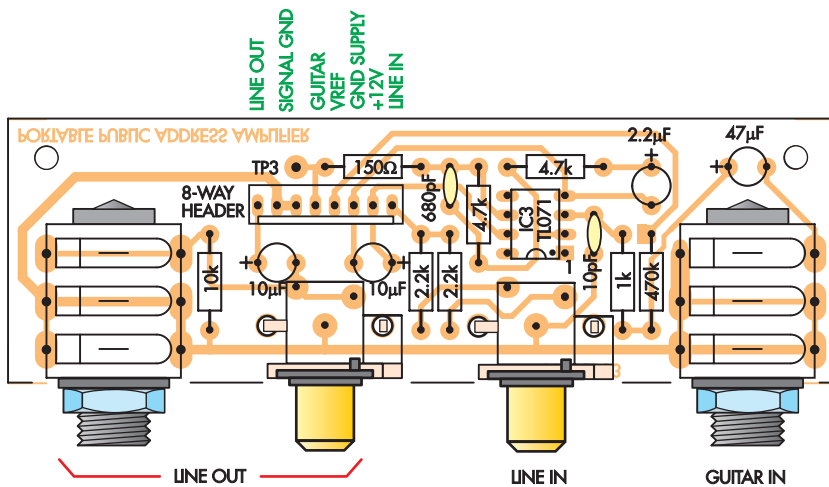 LINE OUT
SIGNAL GND
GUITAR
VREF
GND SUPPLY
+12V
LINE IN
PORTABLE PUBLIC ADDRESS AMPLIFIER
2.2µF
47µF
+
+
TP3
150Ω
4.7k
8-WAY
HEADER
680pF
4.7k
IC3
TL071
1
10pF
10k
+
10µF
+
10µF
2.2k
2.2k
1k
470k
LINE OUT
LINE IN
GUITAR IN